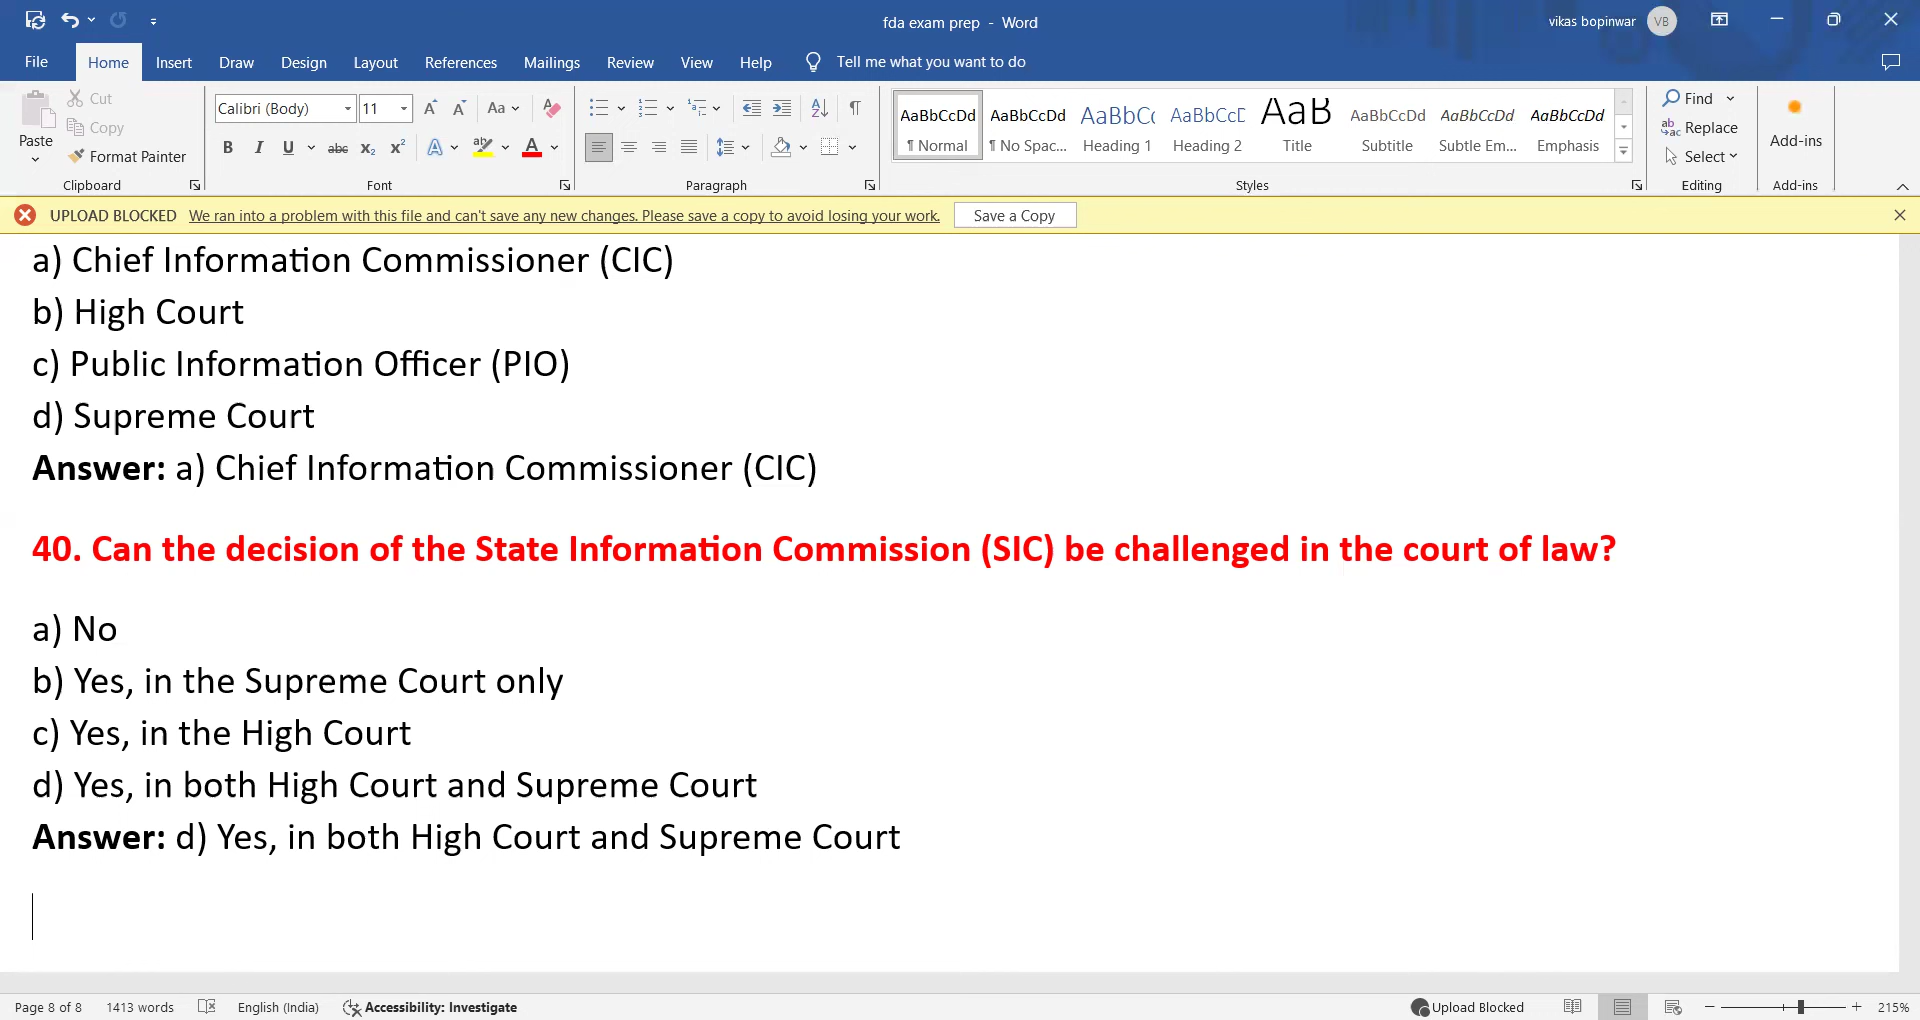 fda exam prep - Word
vikas bopinwar VB
File Home Insert Draw Design Layout References Mailings Review View Help Tell me what you want to do
Paste
Cut
Copy
Format Painter
Clipboard
Calibri (Body) 11
Aa
B I U abc x₂ x² A ab A
Font
Paragraph
AaBbCcDd AaBbCcDd AaBbCc AaBbCcD AaB AaBbCcDd AaBbCcDd AaBbCcDd
¶ Normal ¶ No Spac... Heading 1 Heading 2 Title Subtitle Subtle Em... Emphasis
Styles
Find
Replace
Select
Editing
Add-ins
Add-ins
UPLOAD BLOCKED We ran into a problem with this file and can't save any new changes. Please save a copy to avoid losing your work. Save a Copy
a) Chief Information Commissioner (CIC)
b) High Court
c) Public Information Officer (PIO)
d) Supreme Court
Answer: a) Chief Information Commissioner (CIC)
40. Can the decision of the State Information Commission (SIC) be challenged in the court of law?
a) No
b) Yes, in the Supreme Court only
c) Yes, in the High Court
d) Yes, in both High Court and Supreme Court
Answer: d) Yes, in both High Court and Supreme Court
Page 8 of 8 1413 words English (India) Accessibility: Investigate Upload Blocked 215%